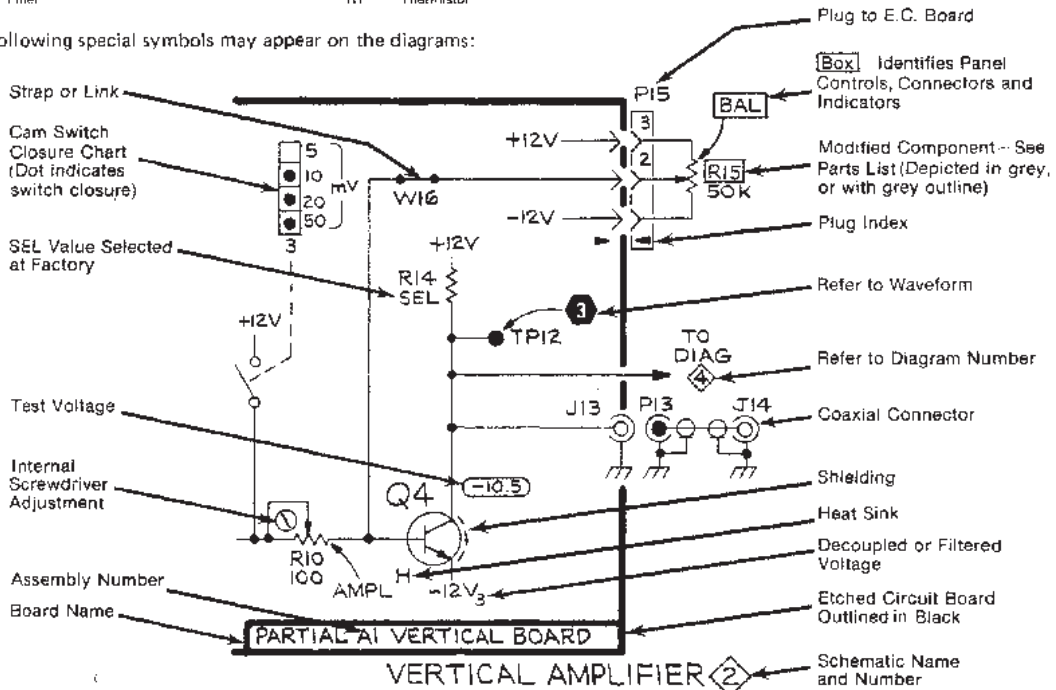 Thermistor
ollowing special symbols may appear on the diagrams:
Plug to E.C. Board
Box Identifies Panel
Controls, Connectors and
Indicators
Modified Component - See
Parts List (Depicted in grey,
or with grey outline)
Plug Index
Refer to Waveform
Refer to Diagram Number
Coaxial Connector
Shielding
Heat Sink
Decoupled or Filtered
Voltage
Etched Circuit Board
Outlined in Black
Schematic Name
and Number
Strap or Link
Cam Switch
Closure Chart
(Dot indicates
switch closure)
SEL Value Selected
at Factory
Test Voltage
Internal
Screwdriver
Adjustment
Assembly Number
Board Name
5
10
20
50
mV
3
+12V
W16
+12V
R14
SEL
TP12
3
P15
3
2
+12V
-12V
BAL
R15
50K
TO
DIAG
4
J13
P13
J14
-10.5
Q4
R10
100
AMPL
H
-12V3
PARTIAL A1 VERTICAL BOARD
VERTICAL AMPLIFIER 2